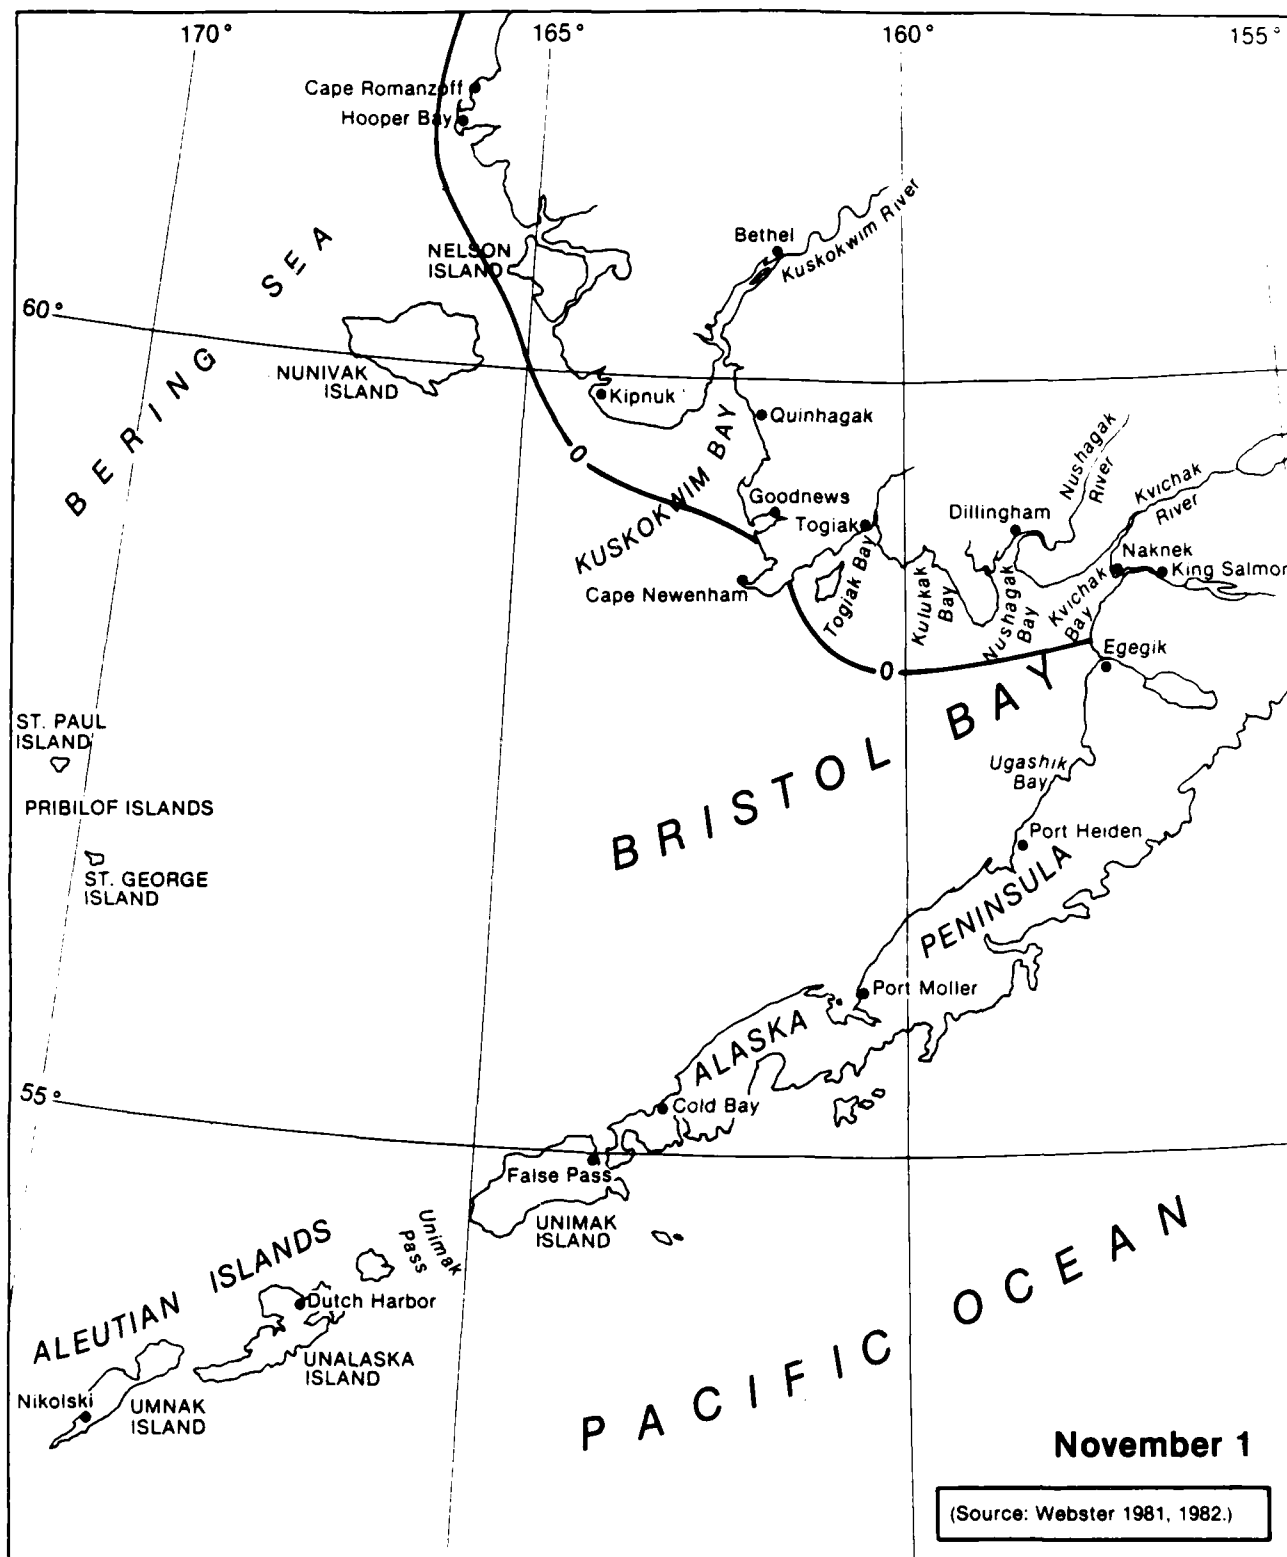 170°
165°
160°
155°
Cape Romanzoff
Hooper Bay
BERING SEA
NELSON
ISLAND
Bethel
Kuskokwim River
60°
NUNIVAK
ISLAND
Kipnuk
Quinhagak
0
KUSKOKWIM BAY
Goodnews
Togiak
Dillingham
Nushagak
River
Kvichak
River
Naknek
King Salmon
Cape Newenham
Togiak Bay
Kulukak
Bay
Nushagak
Bay
Kvichak
Bay
0
Egegik
ST. PAUL
ISLAND
PRIBILOF ISLANDS
ST. GEORGE
ISLAND
BRISTOL BAY
Ugashik
Bay
Port Heiden
ALASKA PENINSULA
Port Moller
55°
Cold Bay
False Pass
UNIMAK
ISLAND
Unimak
Pass
ALEUTIAN ISLANDS
Dutch Harbor
UNALASKA
ISLAND
Nikolski
UMNAK
ISLAND
PACIFIC OCEAN
November 1
(Source: Webster 1981, 1982.)